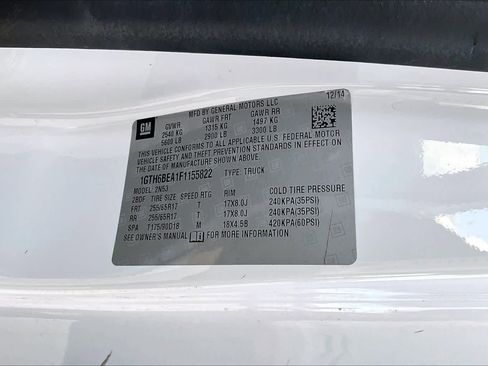 MFD BY GENERAL MOTORS LLC 12/14
GM GVWR GAWR FRT GAWR RR
2540 KG 1315 KG 1497 KG
5600 LB 2900 LB 3300 LB
THIS VEHICLE CONFORMS TO ALL APPLICABLE U.S. FEDERAL MOTOR
VEHICLE SAFETY AND THEFT PREVENTION STANDARDS IN EFFECT ON
THE DATE OF MANUFACTURE SHOWN ABOVE.
1GTH6BEA1F1155822 TYPE: TRUCK
MODEL: 2N53
2BDF TIRE SIZE SPEED RTG RIM COLD TIRE PRESSURE
FRT 255/65R17 T 17X8.0J 240KPA(35PSI)
RR 255/65R17 T 17X8.0J 240KPA(35PSI)
SPA T175/90D18 M 18X4.5B 420KPA(60PSI)
SEE OWNER'S MANUAL FOR MORE INFORMATION.